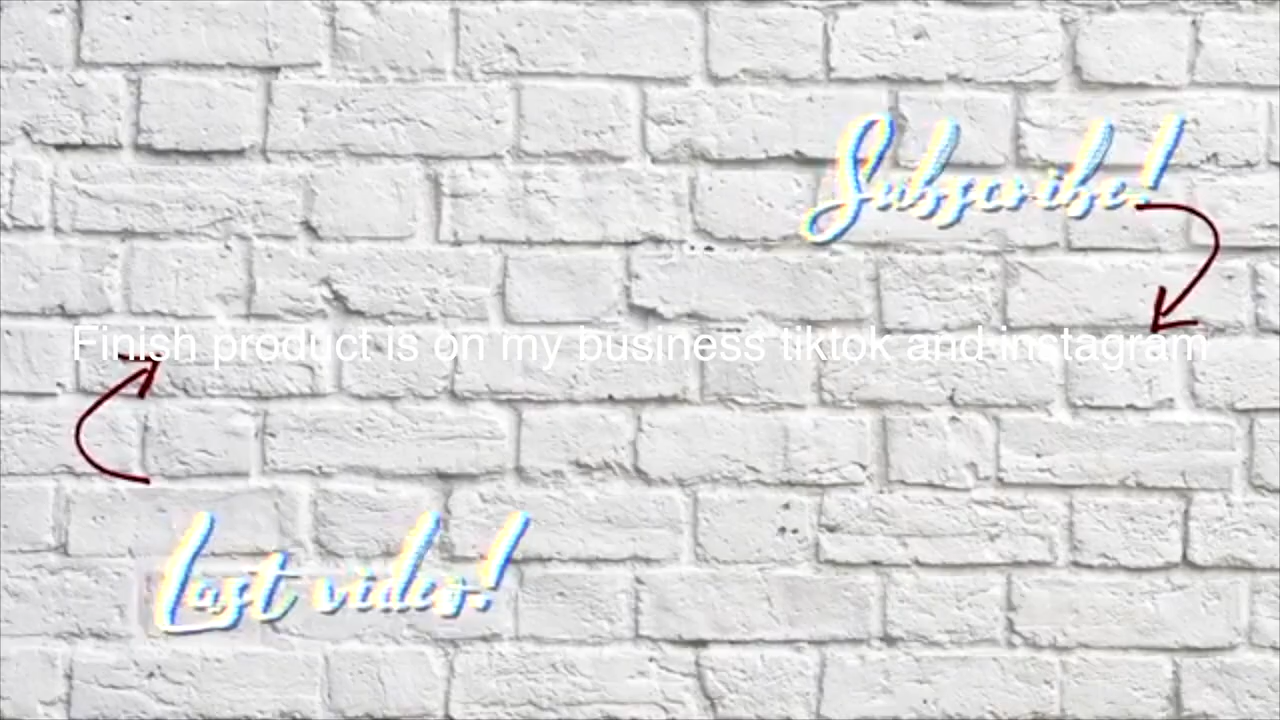 Subscribe!
Finish product is on my business tiktok and instagram
Last video!